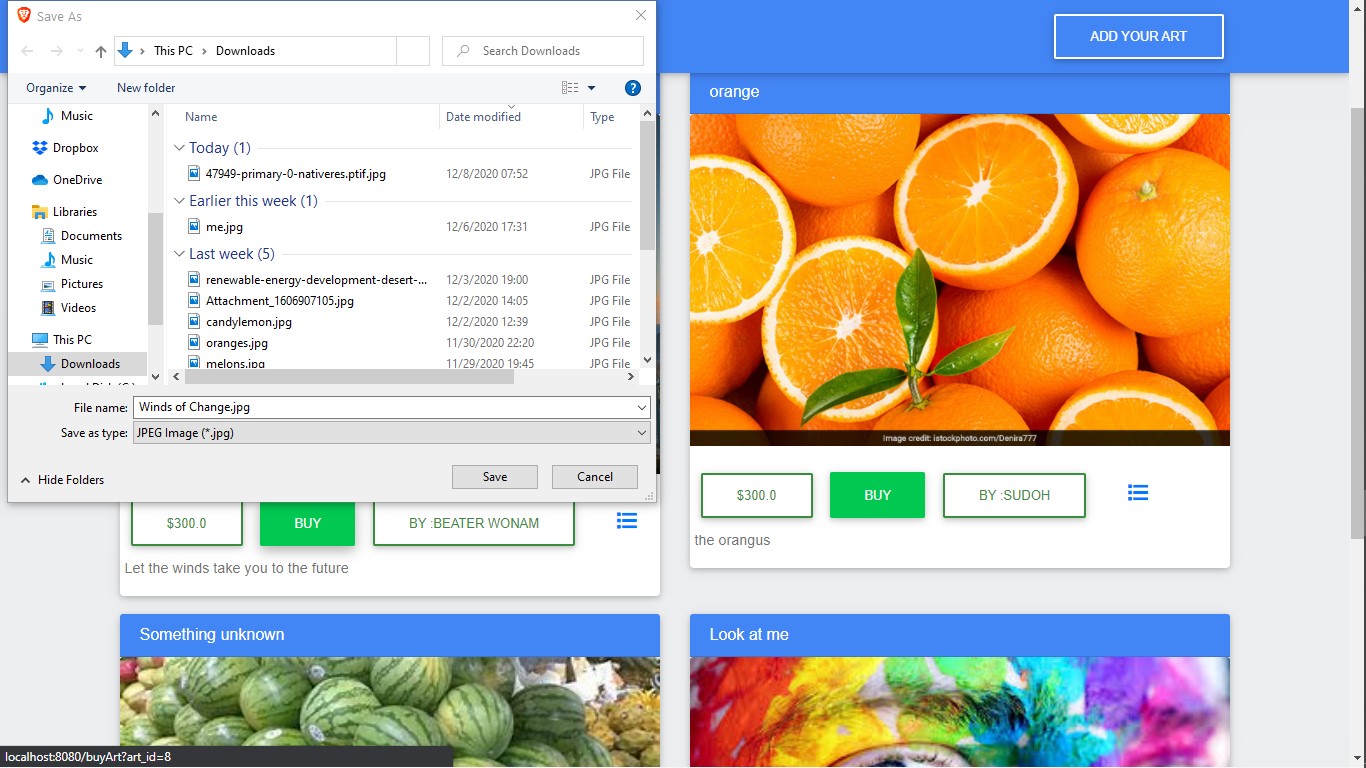 Save As
This PC > Downloads
Search Downloads
Organize
New folder
Music
Dropbox
OneDrive
Libraries
Documents
Music
Pictures
Videos
This PC
Downloads
Name Date modified Type
Today (1)
47949-primary-0-nativeres.ptif.jpg 12/8/2020 07:52 JPG File
Earlier this week (1)
me.jpg 12/6/2020 17:31 JPG File
Last week (5)
renewable-energy-development-desert-... 12/3/2020 19:00 JPG File
Attachment_1606907105.jpg 12/2/2020 14:05 JPG File
candylemon.jpg 12/2/2020 12:39 JPG File
oranges.jpg 11/30/2020 22:20 JPG File
melons.jpg 11/29/2020 19:45 JPG File
File name: Winds of Change.jpg
Save as type: JPEG Image (*.jpg)
Hide Folders
Save
Cancel
ADD YOUR ART
orange
Image credit: istockphoto.com/Denira777
$300.0
BUY
BY :SUDOH
the orangus
$300.0
BUY
BY :BEATER WONAM
Let the winds take you to the future
Something unknown
Look at me
localhost:8080/buyArt?art_id=8